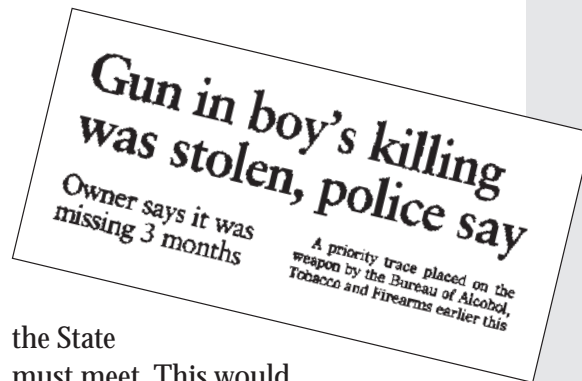 Gun in boy's killing
was stolen, police say
Owner says it was
missing 3 months
A priority trace placed on the
weapon by the Bureau of Alcohol,
Tobacco and Firearms earlier this
the State
must meet. This would